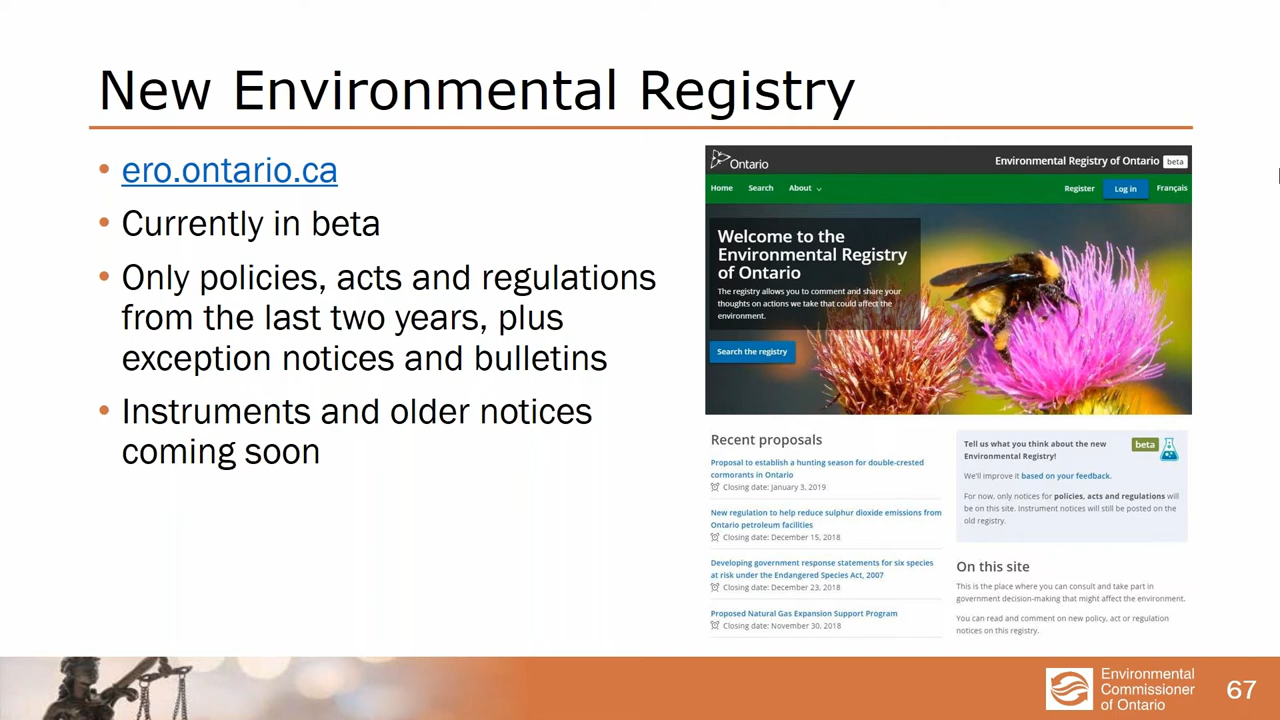 New Environmental Registry
• ero.ontario.ca
• Currently in beta
• Only policies, acts and regulations
from the last two years, plus
exception notices and bulletins
• Instruments and older notices
coming soon
Ontario
Environmental Registry of Ontario beta
Home Search About Register Log in Français
Welcome to the
Environmental Registry
of Ontario
The registry allows you to comment and share your
thoughts on actions we take that could affect the
environment.
Search the registry
Recent proposals
Proposal to establish a hunting season for double-crested
cormorants in Ontario
Closing date: January 3, 2019
New regulation to help reduce sulphur dioxide emissions from
Ontario petroleum facilities
Closing date: December 15, 2018
Developing government response statements for six species
at risk under the Endangered Species Act, 2007
Closing date: December 23, 2018
Proposed Natural Gas Expansion Support Program
Closing date: November 30, 2018
Tell us what you think about the new
Environmental Registry!
beta
We'll improve it based on your feedback.
For now, only notices for policies, acts and regulations will
be on this site. Instrument notices will still be posted on the
old registry.
On this site
This is the place where you can consult and take part in
government decision-making that might affect the environment.
You can read and comment on new policy, act or regulation
notices on this registry.
Environmental
Commissioner
of Ontario
67